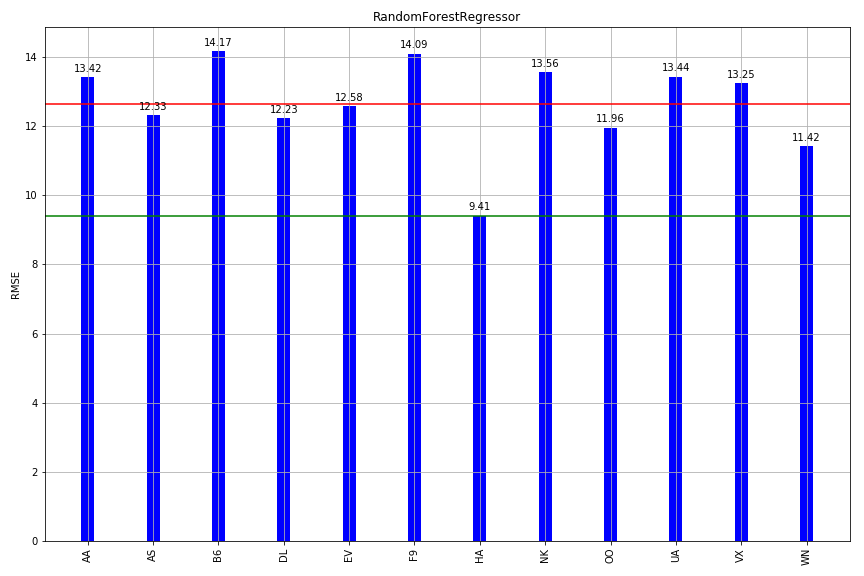 RandomForestRegressor
14
12
10
8
6
4
2
0
RMSE
13.42
12.33
14.17
12.23
12.58
14.09
9.41
13.56
11.96
13.44
13.25
11.42
AA
AS
B6
DL
EV
F9
HA
NK
OO
UA
VX
WN